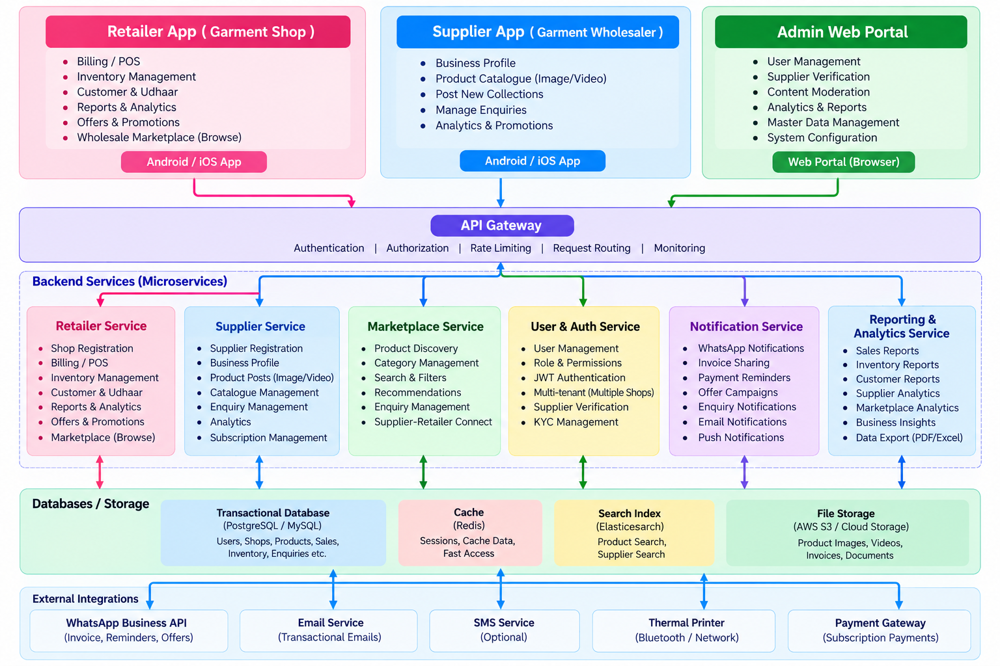 Retailer App ( Garment Shop )
• Billing / POS
• Inventory Management
• Customer & Udhaar
• Reports & Analytics
• Offers & Promotions
• Wholesale Marketplace (Browse)
Android / iOS App
Supplier App ( Garment Wholesaler )
• Business Profile
• Product Catalogue (Image/Video)
• Post New Collections
• Manage Enquiries
• Analytics & Promotions
Android / iOS App
Admin Web Portal
• User Management
• Supplier Verification
• Content Moderation
• Analytics & Reports
• Master Data Management
• System Configuration
Web Portal (Browser)
API Gateway
Authentication | Authorization | Rate Limiting | Request Routing | Monitoring
Backend Services (Microservices)
Retailer Service
• Shop Registration
• Billing / POS
• Inventory Management
• Customer & Udhaar
• Reports & Analytics
• Offers & Promotions
• Marketplace (Browse)
Supplier Service
• Supplier Registration
• Business Profile
• Product Posts (Image/Video)
• Catalogue Management
• Enquiry Management
• Analytics
• Subscription Management
Marketplace Service
• Product Discovery
• Category Management
• Search & Filters
• Recommendations
• Enquiry Management
• Supplier-Retailer Connect
User & Auth Service
• User Management
• Role & Permissions
• JWT Authentication
• Multi-tenant (Multiple Shops)
• Supplier Verification
• KYC Management
Notification Service
• WhatsApp Notifications
• Invoice Sharing
• Payment Reminders
• Offer Campaigns
• Enquiry Notifications
• Email Notifications
• Push Notifications
Reporting &
Analytics Service
• Sales Reports
• Inventory Reports
• Customer Reports
• Supplier Analytics
• Marketplace Analytics
• Business Insights
• Data Export (PDF/Excel)
Databases / Storage
Transactional Database
(PostgreSQL / MySQL)
Users, Shops, Products, Sales,
Inventory, Enquiries etc.
Cache
(Redis)
Sessions, Cache Data,
Fast Access
Search Index
(Elasticesarch)
Product Search,
Supplier Search
File Storage
(AWS S3 / Cloud Storage)
Product Images, Videos,
Invoices, Documents
External Integrations
WhatsApp Business API
(Invoice, Reminders, Offers)
Email Service
(Transactional Emails)
SMS Service
(Optional)
Thermal Printer
(Bluetooth / Network)
Payment Gateway
(Subscription Payments)